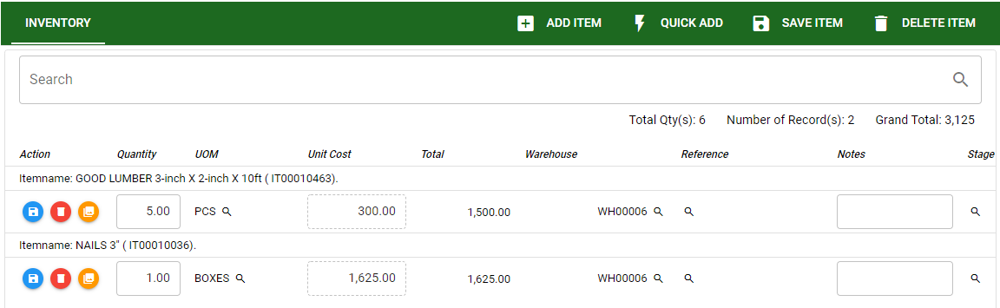 INVENTORY ADD ITEM QUICK ADD SAVE ITEM DELETE ITEM
Search
Total Qty(s): 6 Number of Record(s): 2 Grand Total: 3,125
Action Quantity UOM Unit Cost Total Warehouse Reference Notes Stage
Itemname: GOOD LUMBER 3-inch X 2-inch X 10ft ( IT00010463).
5.00 PCS 300.00 1,500.00 WH00006
Itemname: NAILS 3" ( IT00010036).
1.00 BOXES 1,625.00 1,625.00 WH00006